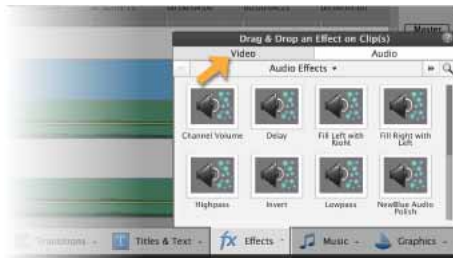 Master
Drag & Drop an Effect on Clip(s)
Video Audio
Audio Effects
Channel Volume Delay Fill Left with Right Fill Right with Left
Highpass Invert Lowpass NewBlue Audio Polish
Transitions Titles & Text fx Effects Music Graphics